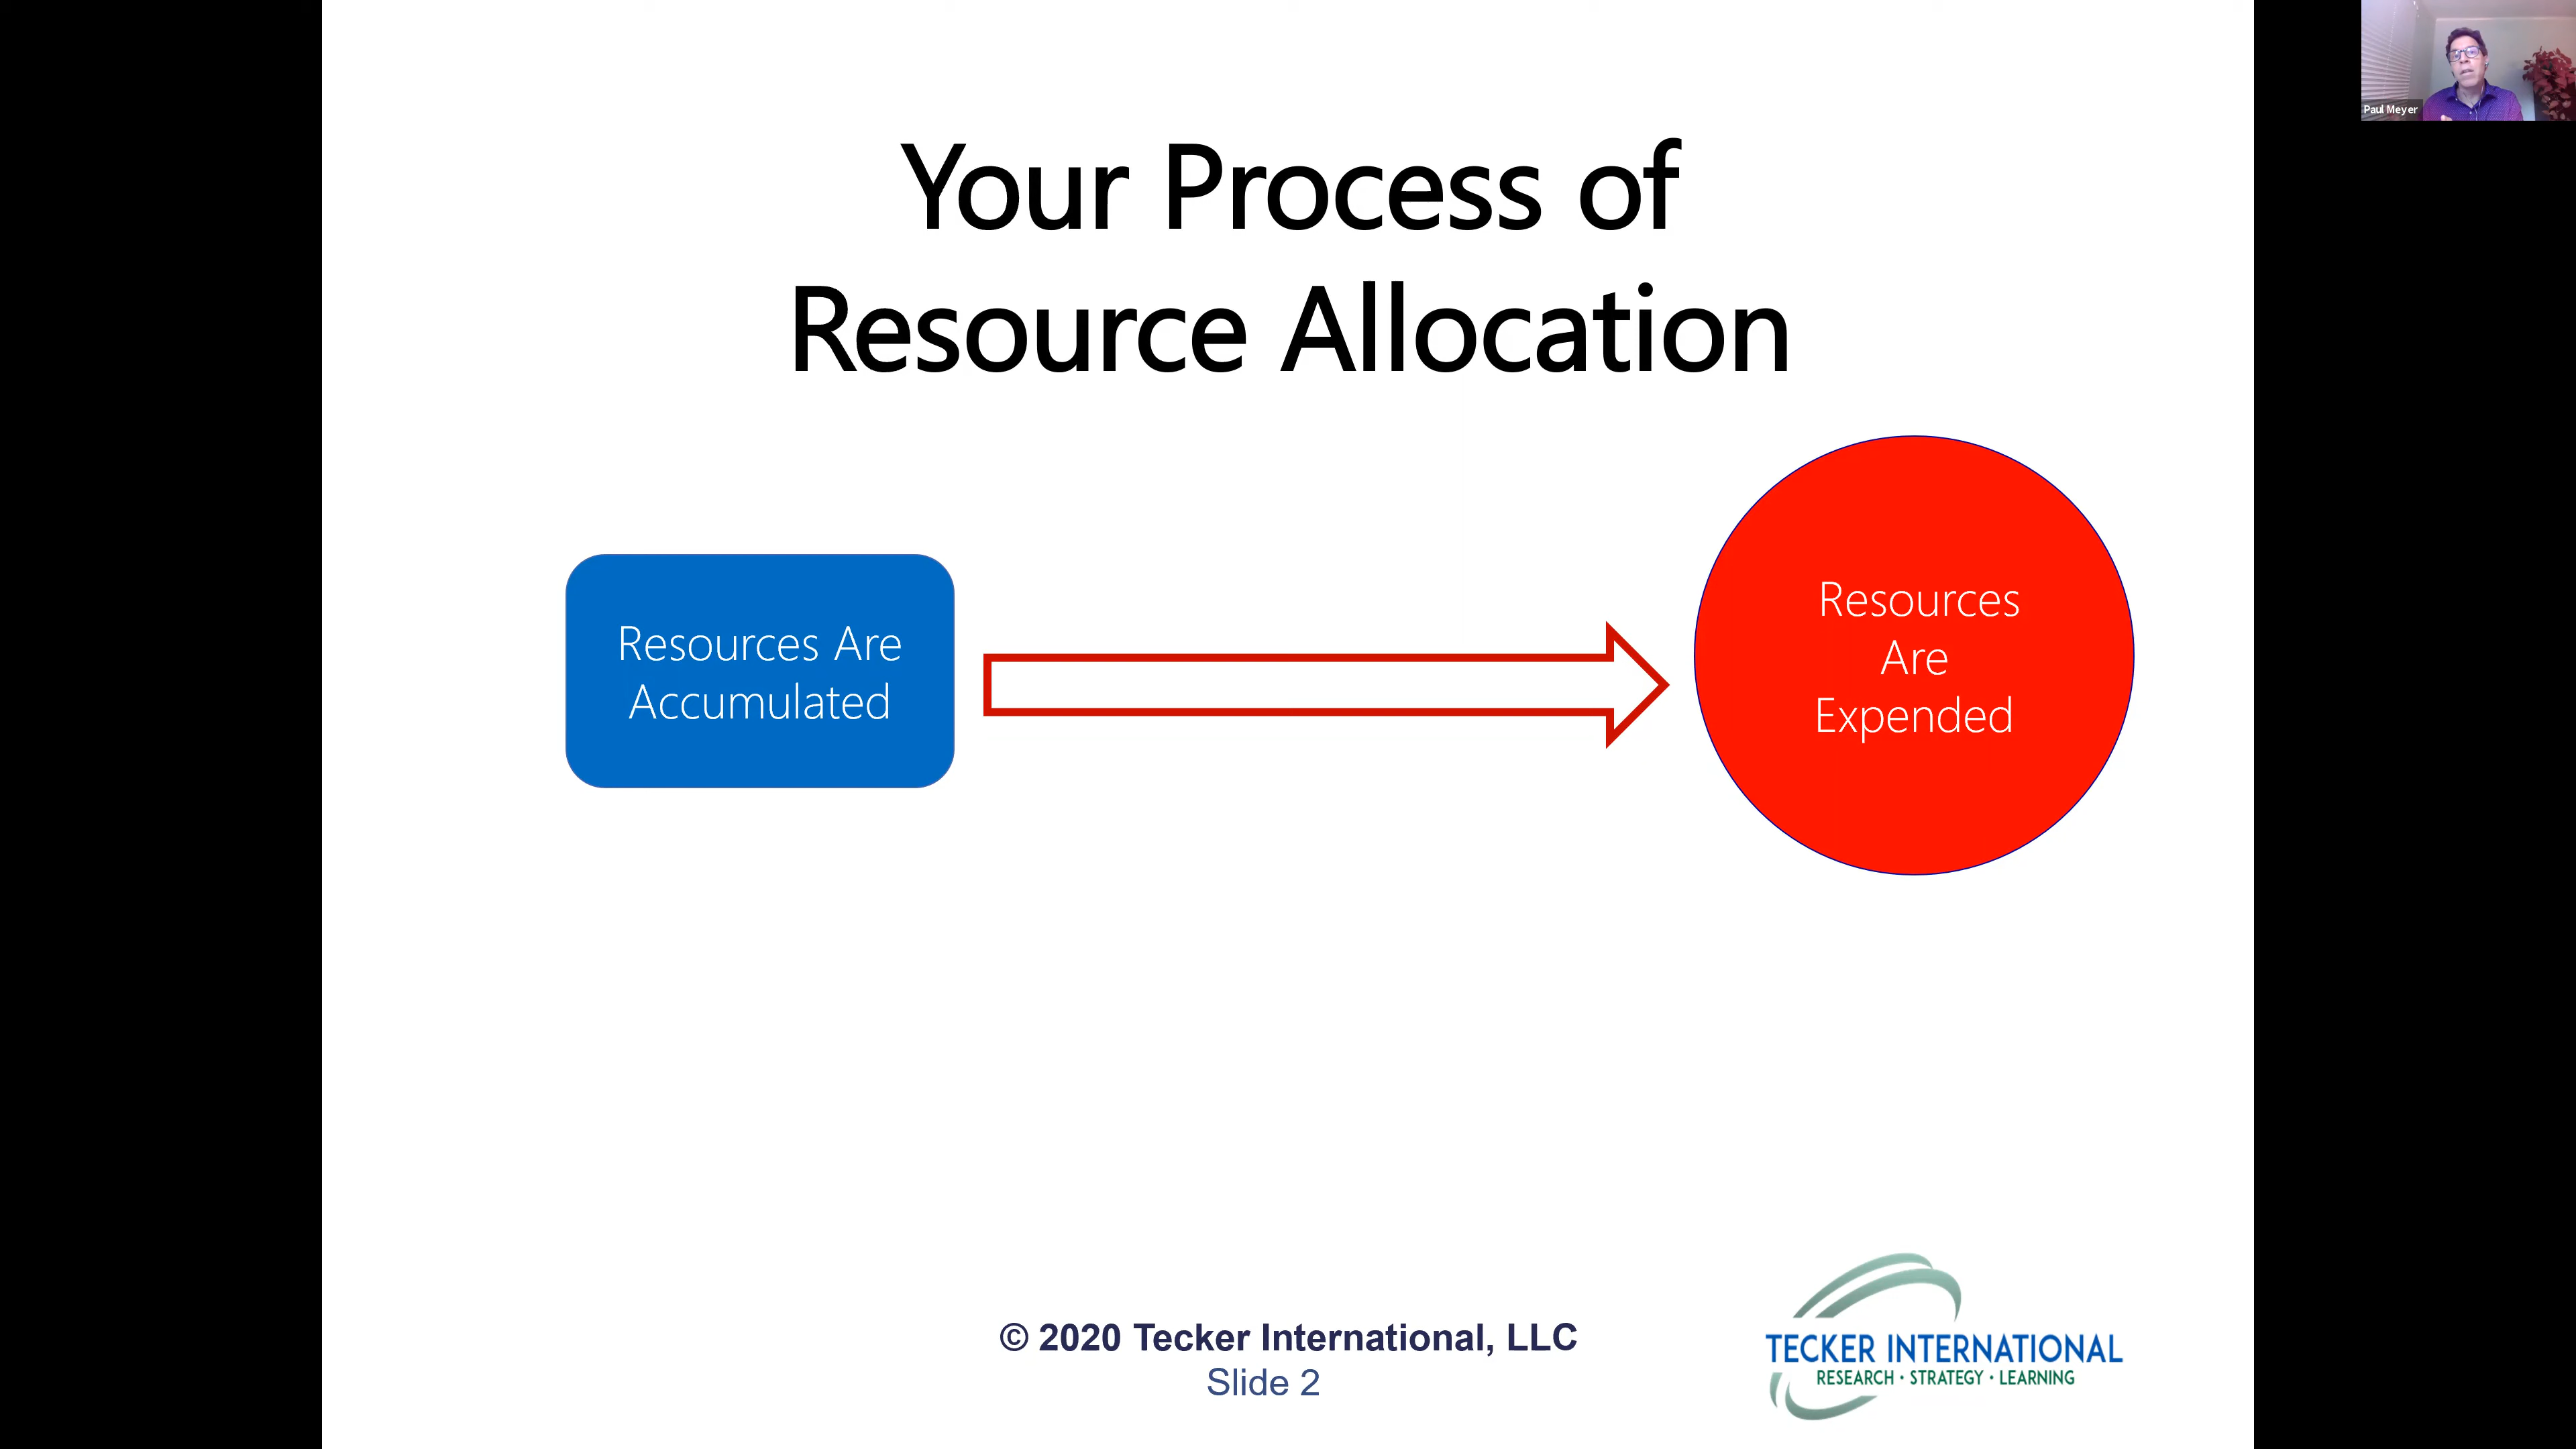 Your Process of
Resource Allocation
Resources Are
Accumulated
Resources
Are
Expended
© 2020 Tecker International, LLC
Slide 2
TECKER INTERNATIONAL
RESEARCH • STRATEGY • LEARNING
Paul Meyer